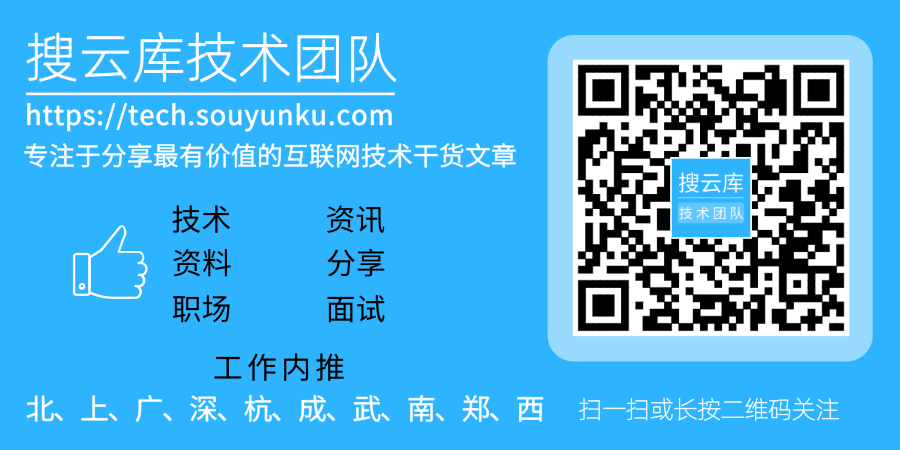 搜云库技术团队
https://tech.souyunku.com
专注于分享最有价值的互联网技术干货文章
技术 资讯
资料 分享
职场 面试
工作内推
北、上、广、深、杭、成、武、南、郑、西
搜云库
技术团队
扫一扫或长按二维码关注